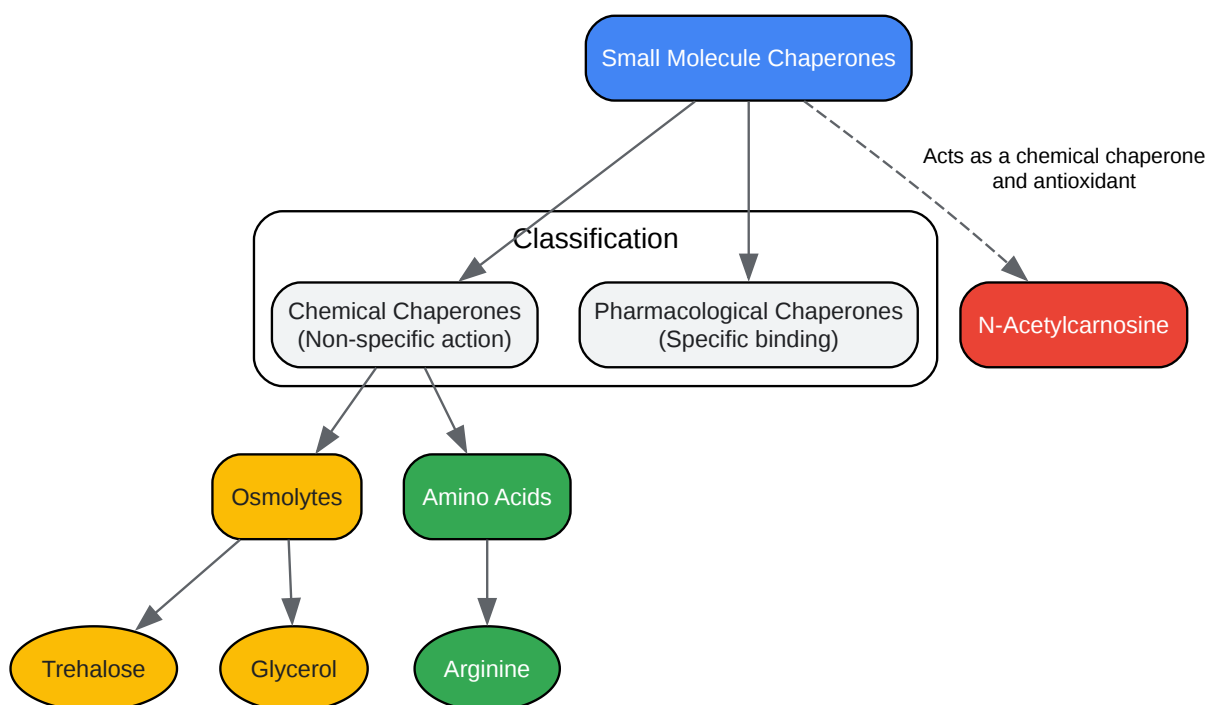 Small Molecule Chaperones
Acts as a chemical chaperone
and antioxidant
Classification
Chemical Chaperones
(Non-specific action)
Pharmacological Chaperones
(Specific binding)
N-Acetylcarnosine
Osmolytes
Amino Acids
Trehalose
Glycerol
Arginine